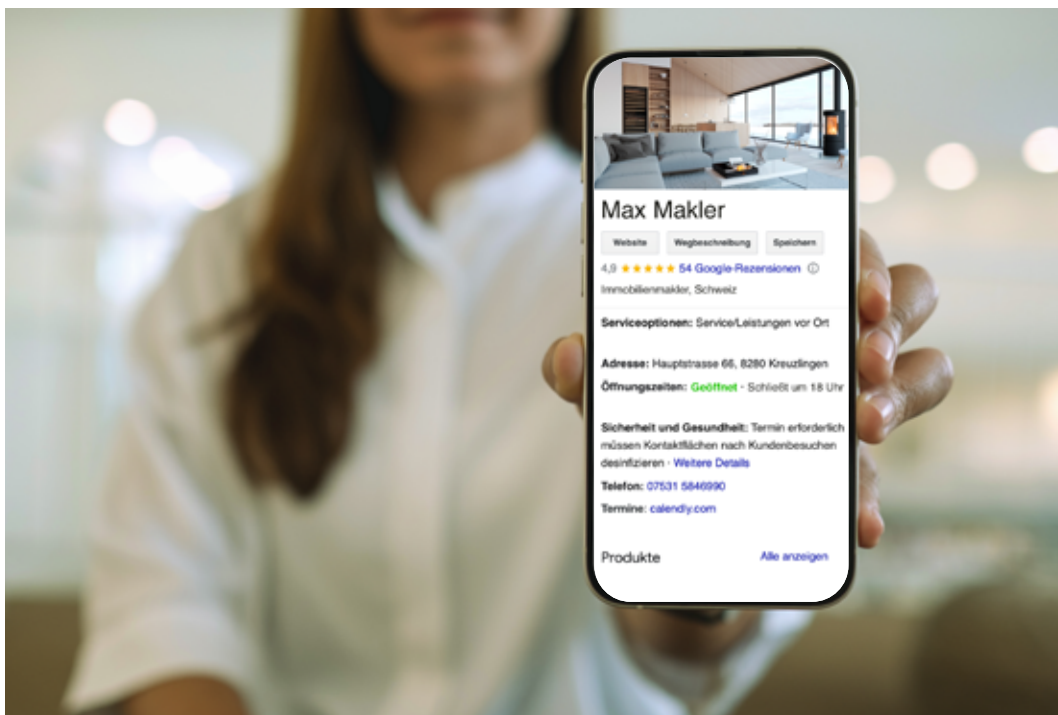 Max Makler
Website Wegbeschreibung Speichern
4,9 ★★★★★ 54 Google-Rezensionen ⓘ
Immobilienmakler, Schweiz
Serviceoptionen: Service/Leistungen vor Ort
Adresse: Hauptstrasse 66, 8280 Kreuzlingen
Öffnungszeiten: Geöffnet · Schließt um 18 Uhr
Sicherheit und Gesundheit: Termin erforderlich
müssen Kontaktflächen nach Kundenbesuchen
desinfizieren · Weitere Details
Telefon: 07531 5846990
Termine: calendly.com
Produkte Alle anzeigen